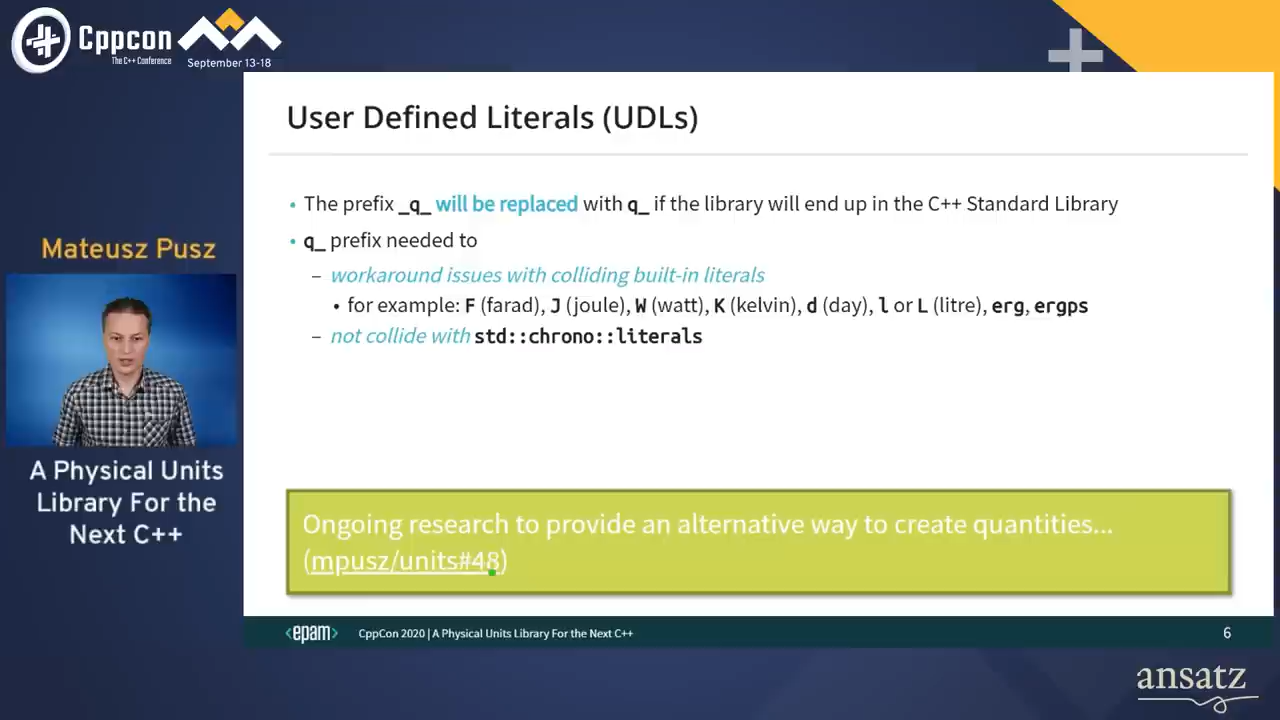 Cppcon
The C++ Conference
September 13-18
User Defined Literals (UDLs)
• The prefix _q_ will be replaced with q_ if the library will end up in the C++ Standard Library
• q_ prefix needed to
– workaround issues with colliding built-in literals
• for example: F (farad), J (joule), W (watt), K (kelvin), d (day), l or L (litre), erg, ergps
– not collide with std::chrono::literals
Mateusz Pusz
A Physical Units
Library For the
Next C++
Ongoing research to provide an alternative way to create quantities...
(mpusz/units#48)
<epam> CppCon 2020 | A Physical Units Library For the Next C++ 6
ansatz